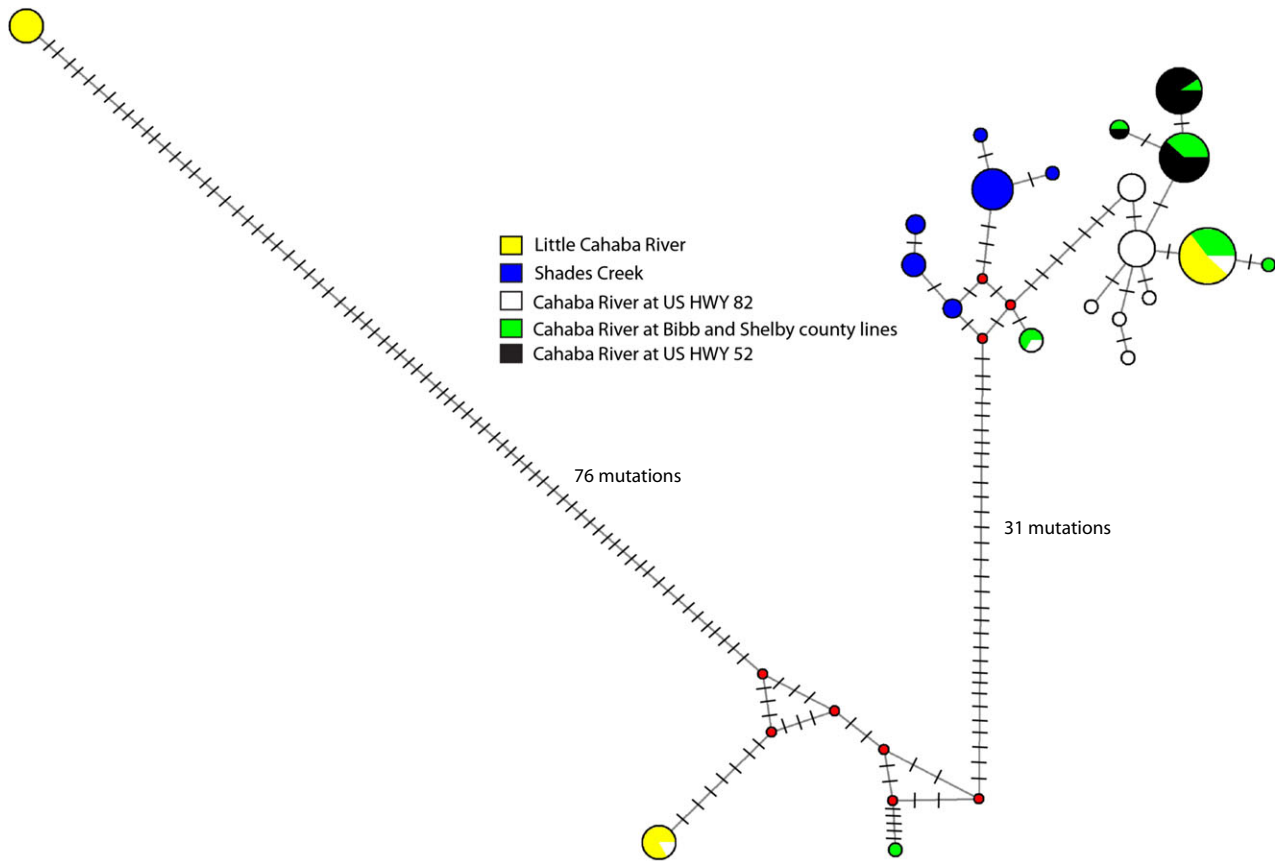 Little Cahaba River
Shades Creek
Cahaba River at US HWY 82
Cahaba River at Bibb and Shelby county lines
Cahaba River at US HWY 52
76 mutations
31 mutations